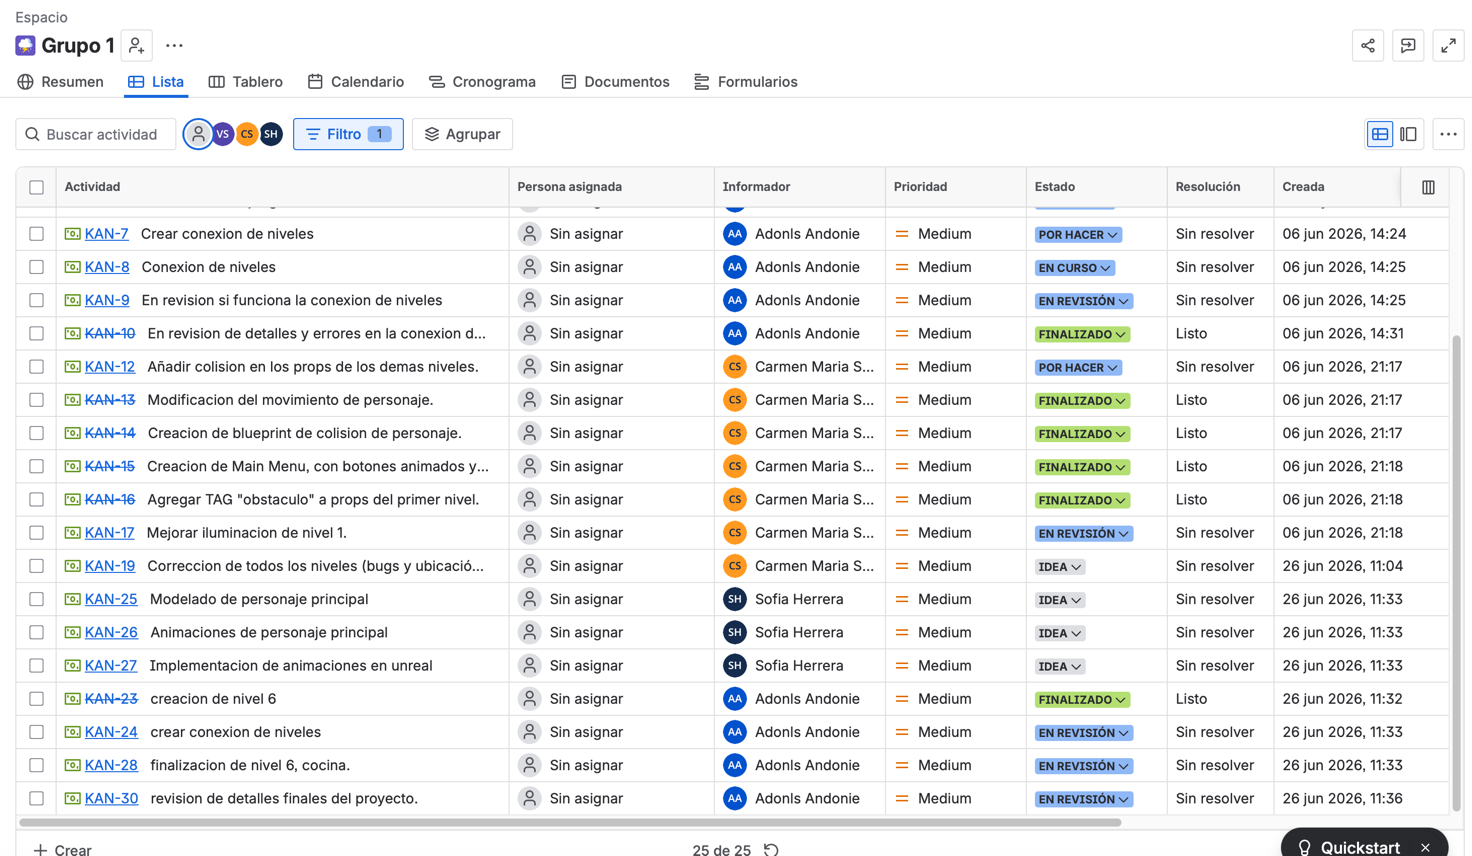 Espacio
Grupo 1
Resumen Lista Tablero Calendario Cronograma Documentos Formularios
Buscar actividad VS CS SH Filtro 1 Agrupar
Actividad Persona asignada Informador Prioridad Estado Resolución Creada
KAN-7 Crear conexion de niveles Sin asignar AA Adonls Andonie Medium POR HACER Sin resolver 06 jun 2026, 14:24
KAN-8 Conexion de niveles Sin asignar AA Adonls Andonie Medium EN CURSO Sin resolver 06 jun 2026, 14:25
KAN-9 En revision si funciona la conexion de niveles Sin asignar AA Adonls Andonie Medium EN REVISIÓN Sin resolver 06 jun 2026, 14:25
KAN-10 En revision de detalles y errores en la conexion d... Sin asignar AA Adonls Andonie Medium FINALIZADO Listo 06 jun 2026, 14:31
KAN-12 Añadir colision en los props de los demas niveles. Sin asignar CS Carmen Maria S... Medium POR HACER Sin resolver 06 jun 2026, 21:17
KAN-13 Modificacion del movimiento de personaje. Sin asignar CS Carmen Maria S... Medium FINALIZADO Listo 06 jun 2026, 21:17
KAN-14 Creacion de blueprint de colision de personaje. Sin asignar CS Carmen Maria S... Medium FINALIZADO Listo 06 jun 2026, 21:17
KAN-15 Creacion de Main Menu, con botones animados y... Sin asignar CS Carmen Maria S... Medium FINALIZADO Listo 06 jun 2026, 21:18
KAN-16 Agregar TAG "obstaculo" a props del primer nivel. Sin asignar CS Carmen Maria S... Medium FINALIZADO Listo 06 jun 2026, 21:18
KAN-17 Mejorar iluminacion de nivel 1. Sin asignar CS Carmen Maria S... Medium EN REVISIÓN Sin resolver 06 jun 2026, 21:18
KAN-19 Correccion de todos los niveles (bugs y ubicació... Sin asignar CS Carmen Maria S... Medium IDEA Sin resolver 26 jun 2026, 11:04
KAN-25 Modelado de personaje principal Sin asignar SH Sofia Herrera Medium IDEA Sin resolver 26 jun 2026, 11:33
KAN-26 Animaciones de personaje principal Sin asignar SH Sofia Herrera Medium IDEA Sin resolver 26 jun 2026, 11:33
KAN-27 Implementacion de animaciones en unreal Sin asignar SH Sofia Herrera Medium IDEA Sin resolver 26 jun 2026, 11:33
KAN-23 creacion de nivel 6 Sin asignar AA Adonls Andonie Medium FINALIZADO Listo 26 jun 2026, 11:32
KAN-24 crear conexion de niveles Sin asignar AA Adonls Andonie Medium EN REVISIÓN Sin resolver 26 jun 2026, 11:33
KAN-28 finalizacion de nivel 6, cocina. Sin asignar AA Adonls Andonie Medium EN REVISIÓN Sin resolver 26 jun 2026, 11:33
KAN-30 revision de detalles finales del proyecto. Sin asignar AA Adonls Andonie Medium EN REVISIÓN Sin resolver 26 jun 2026, 11:36
Crear 25 de 25 Quickstart